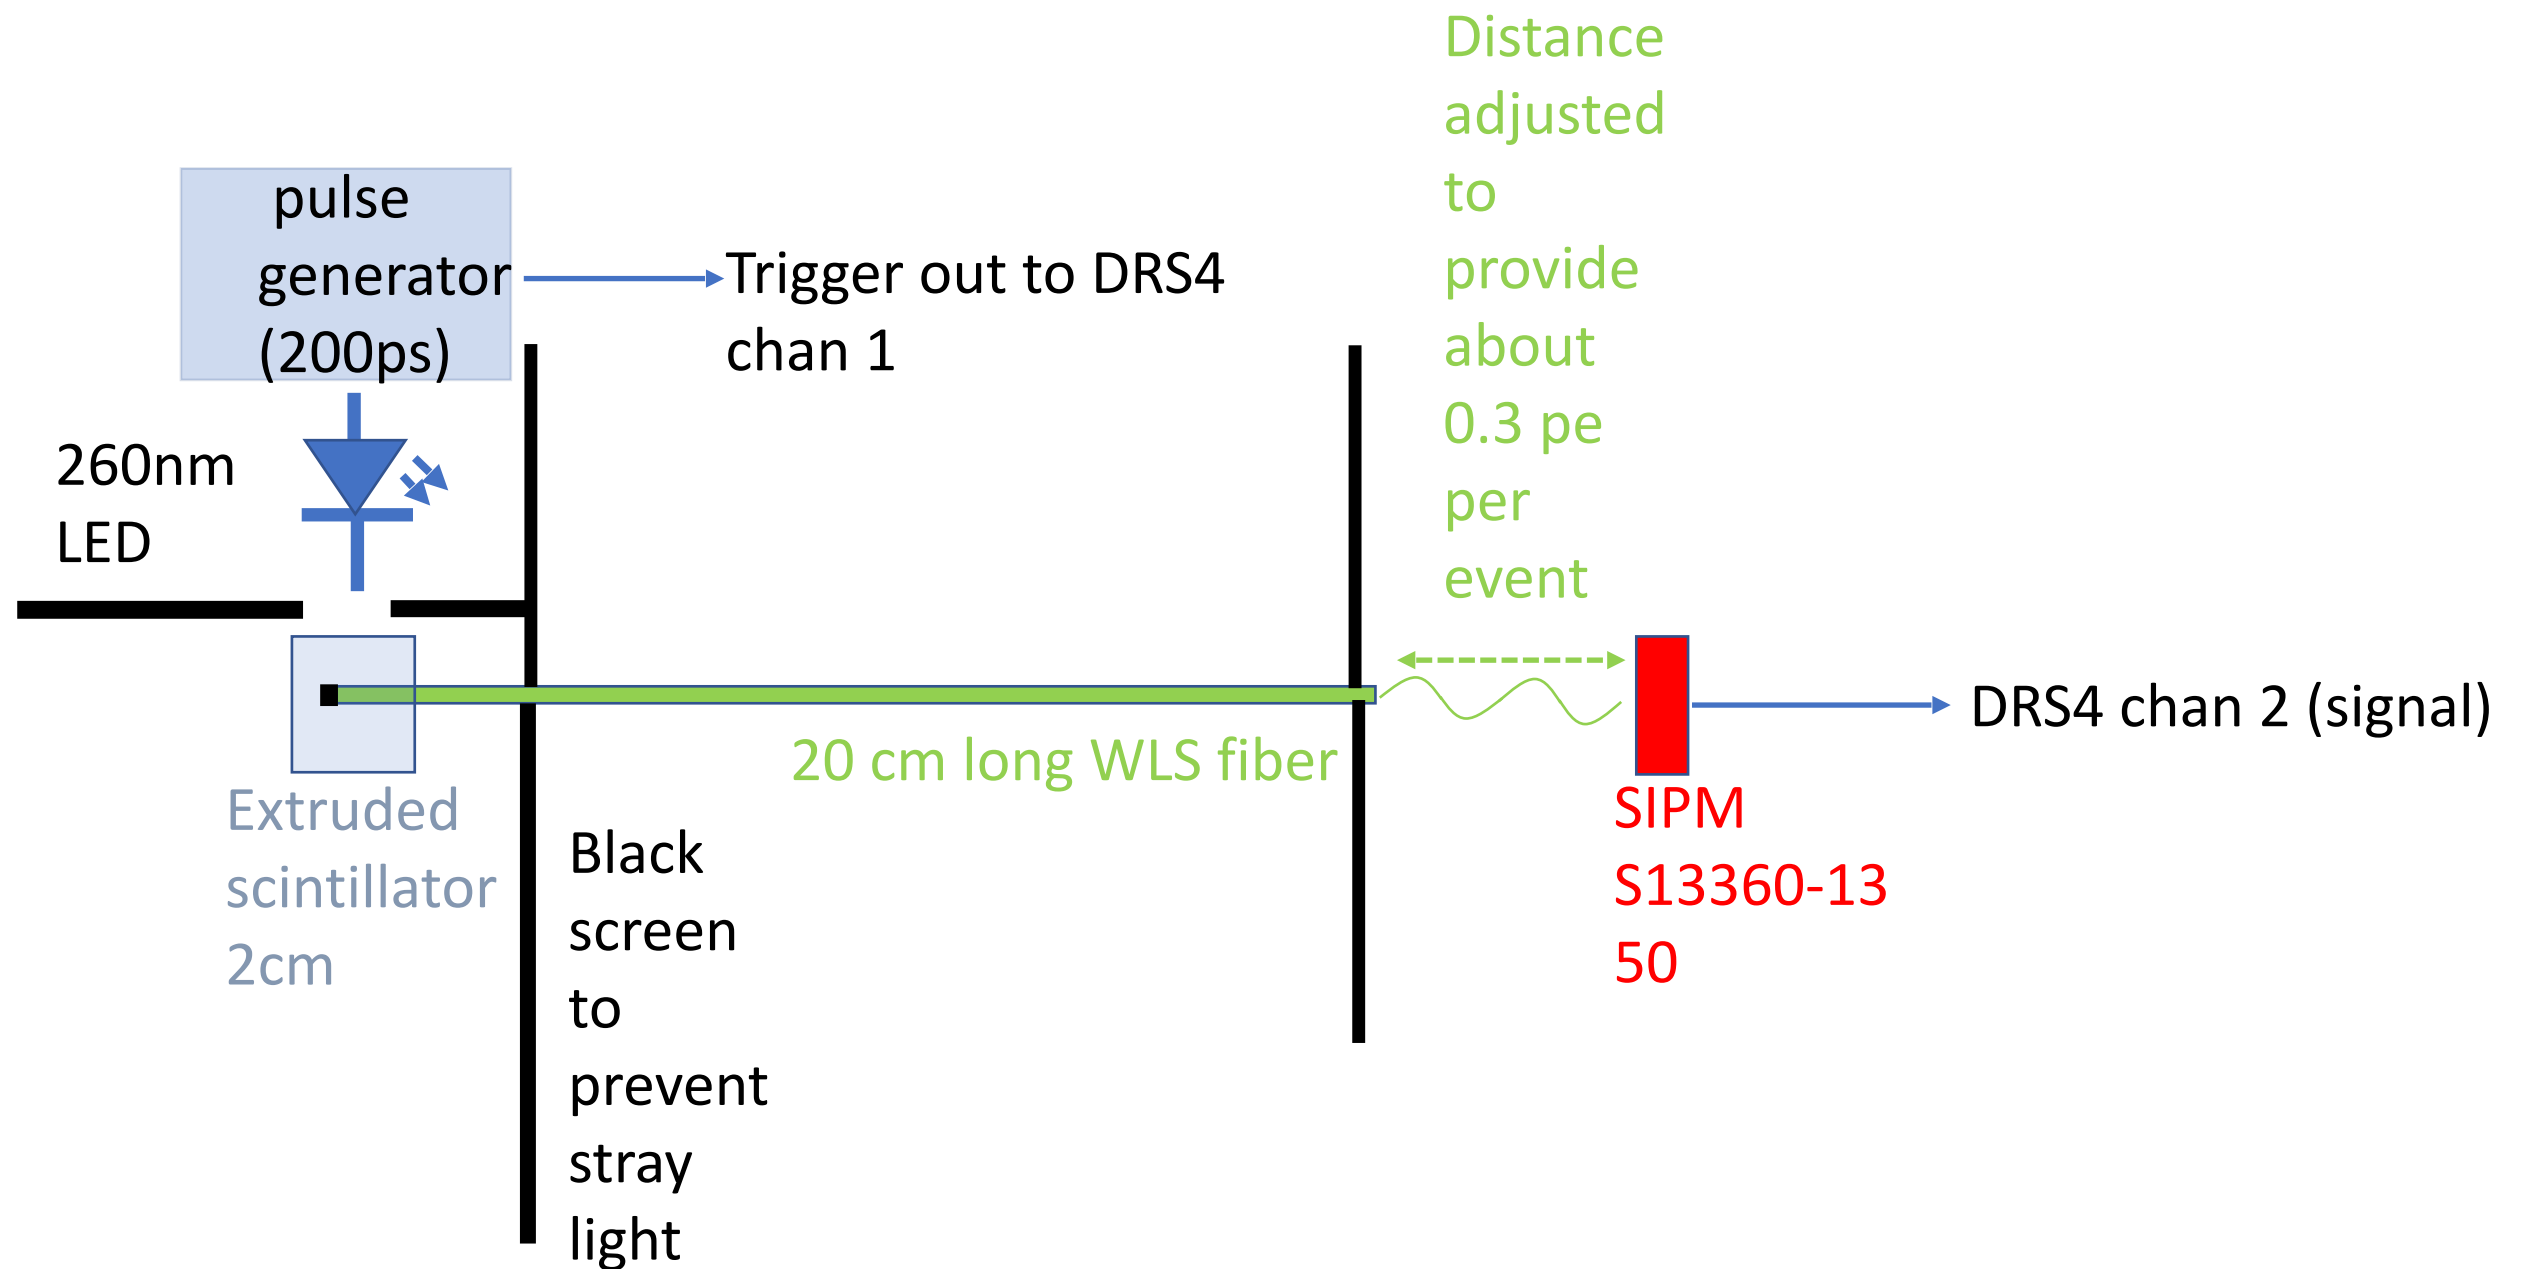 Distance
adjusted
to
provide
about
0.3 pe
per
event
pulse
generator
(200ps)
Trigger out to DRS4
chan 1
260nm
LED
20 cm long WLS fiber
DRS4 chan 2 (signal)
Extruded
scintillator
2cm
Black
screen
to
prevent
stray
light
SIPM
S13360-13
50